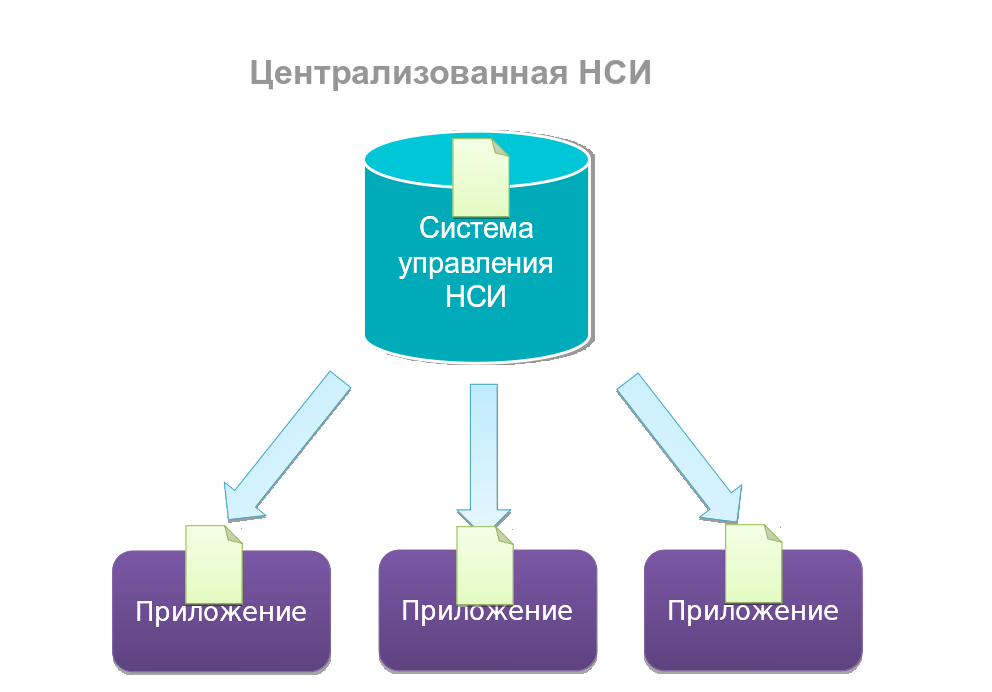 Централизованная НСИ
Система
управления
НСИ
Приложение
Приложение
Приложение